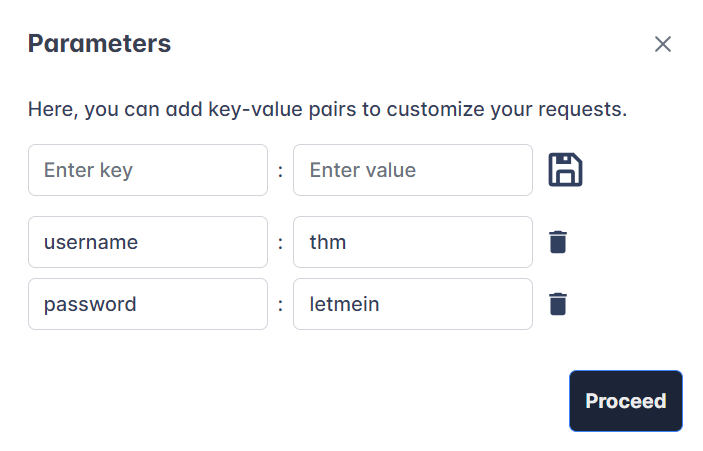 Parameters
Here, you can add key-value pairs to customize your requests.
Enter key : Enter value
username : thm
password : letmein
Proceed